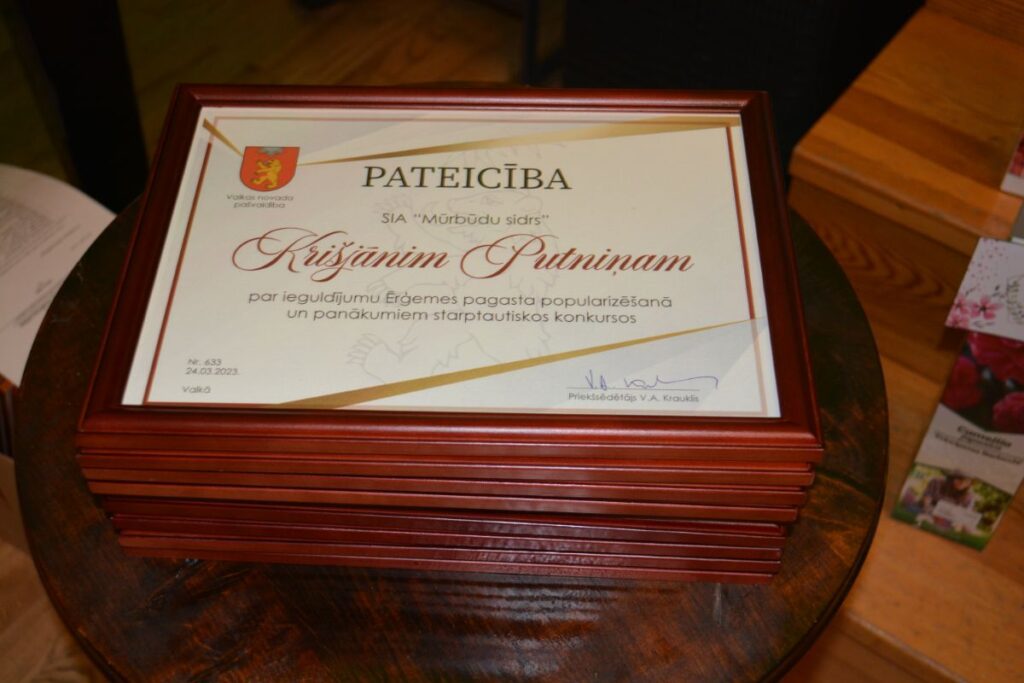 Valkas novada
pašvaldība
PATEICĪBA
SIA "Mūrbūdu sidrs"
Krišjānim Putniņam
par ieguldījumu Ērģemes pagasta popularizēšanā
un panākumiem starptautiskos konkursos
Nr. 633
24.03.2023.
Valkā
V.A.
Priekšsēdētājs V.A. Krauklis
Camellia